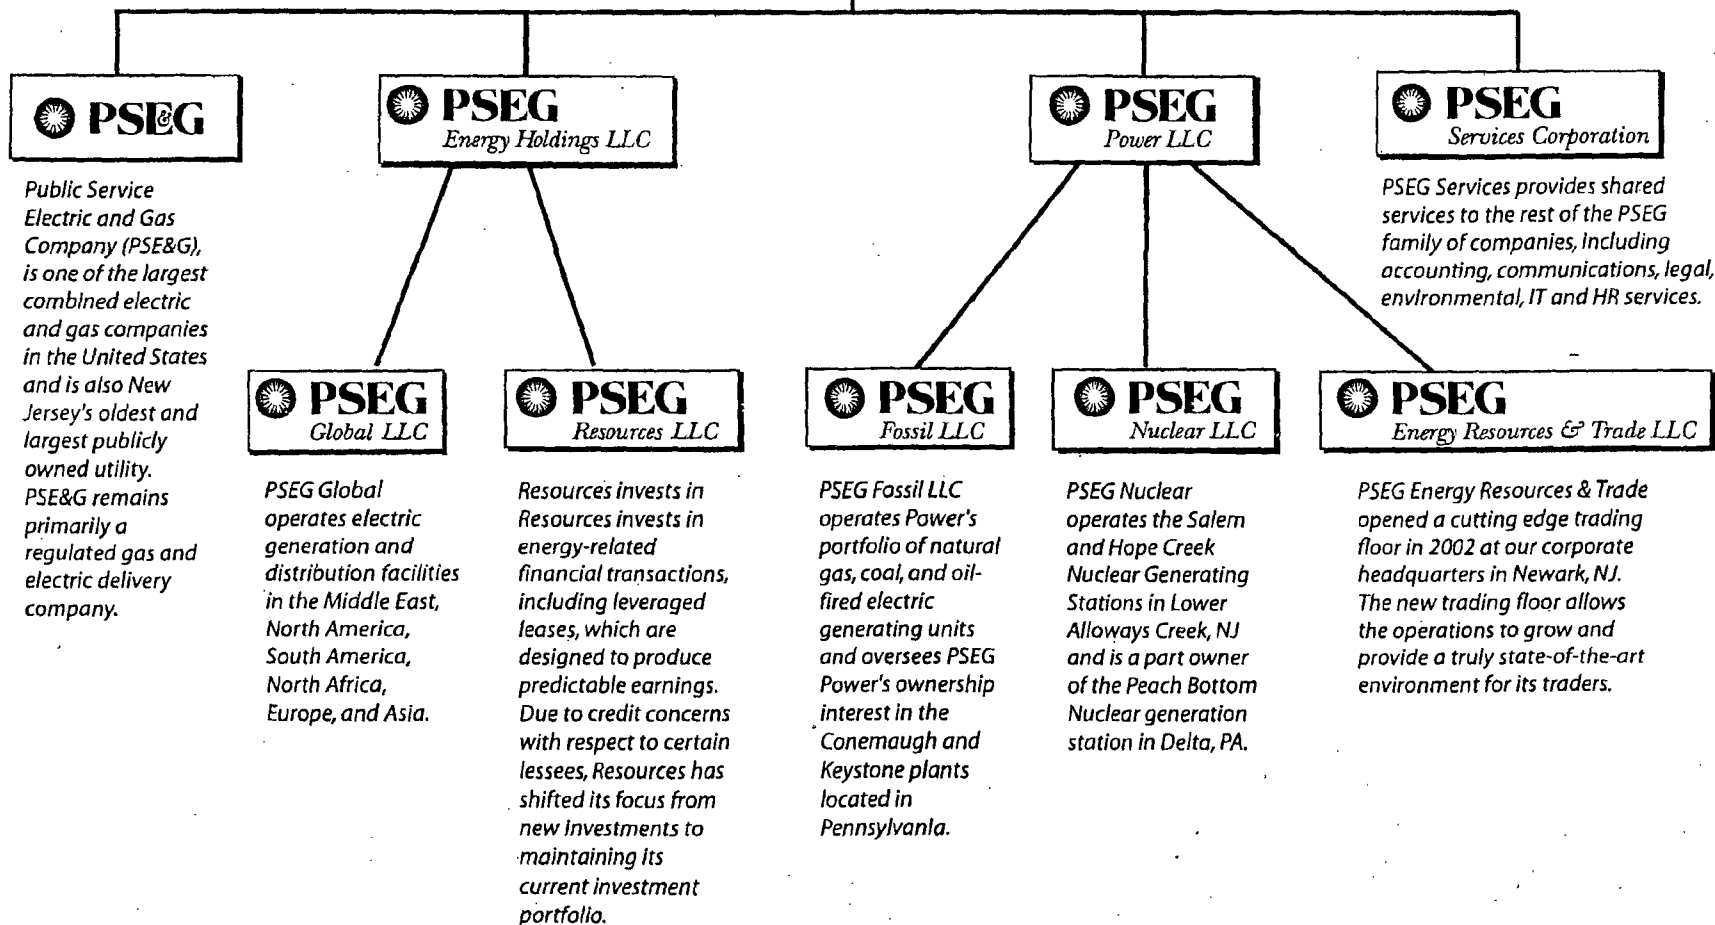 PSE&G
Public Service
Electric and Gas
Company (PSE&G),
is one of the largest
combined electric
and gas companies
in the United States
and is also New
Jersey's oldest and
largest publicly
owned utility.
PSE&G remains
primarily a
regulated gas and
electric delivery
company.
PSEG
Energy Holdings LLC
PSEG
Global LLC
PSEG Global
operates electric
generation and
distribution facilities
in the Middle East,
North America,
South America,
North Africa,
Europe, and Asia.
PSEG
Resources LLC
Resources invests in
Resources invests in
energy-related
financial transactions,
including leveraged
leases, which are
designed to produce
predictable earnings.
Due to credit concerns
with respect to certain
lessees, Resources has
shifted its focus from
new investments to
maintaining its
current investment
portfolio.
PSEG
Power LLC
PSEG
Fossil LLC
PSEG Fossil LLC
operates Power's
portfolio of natural
gas, coal, and oil-
fired electric
generating units
and oversees PSEG
Power's ownership
interest in the
Conemaugh and
Keystone plants
located in
Pennsylvania.
PSEG
Nuclear LLC
PSEG Nuclear
operates the Salem
and Hope Creek
Nuclear Generating
Stations in Lower
Alloways Creek, NJ
and is a part owner
of the Peach Bottom
Nuclear generation
station in Delta, PA.
PSEG
Energy Resources & Trade LLC
PSEG Energy Resources & Trade
opened a cutting edge trading
floor in 2002 at our corporate
headquarters in Newark, NJ.
The new trading floor allows
the operations to grow and
provide a truly state-of-the-art
environment for its traders.
PSEG
Services Corporation
PSEG Services provides shared
services to the rest of the PSEG
family of companies, including
accounting, communications, legal,
environmental, IT and HR services.